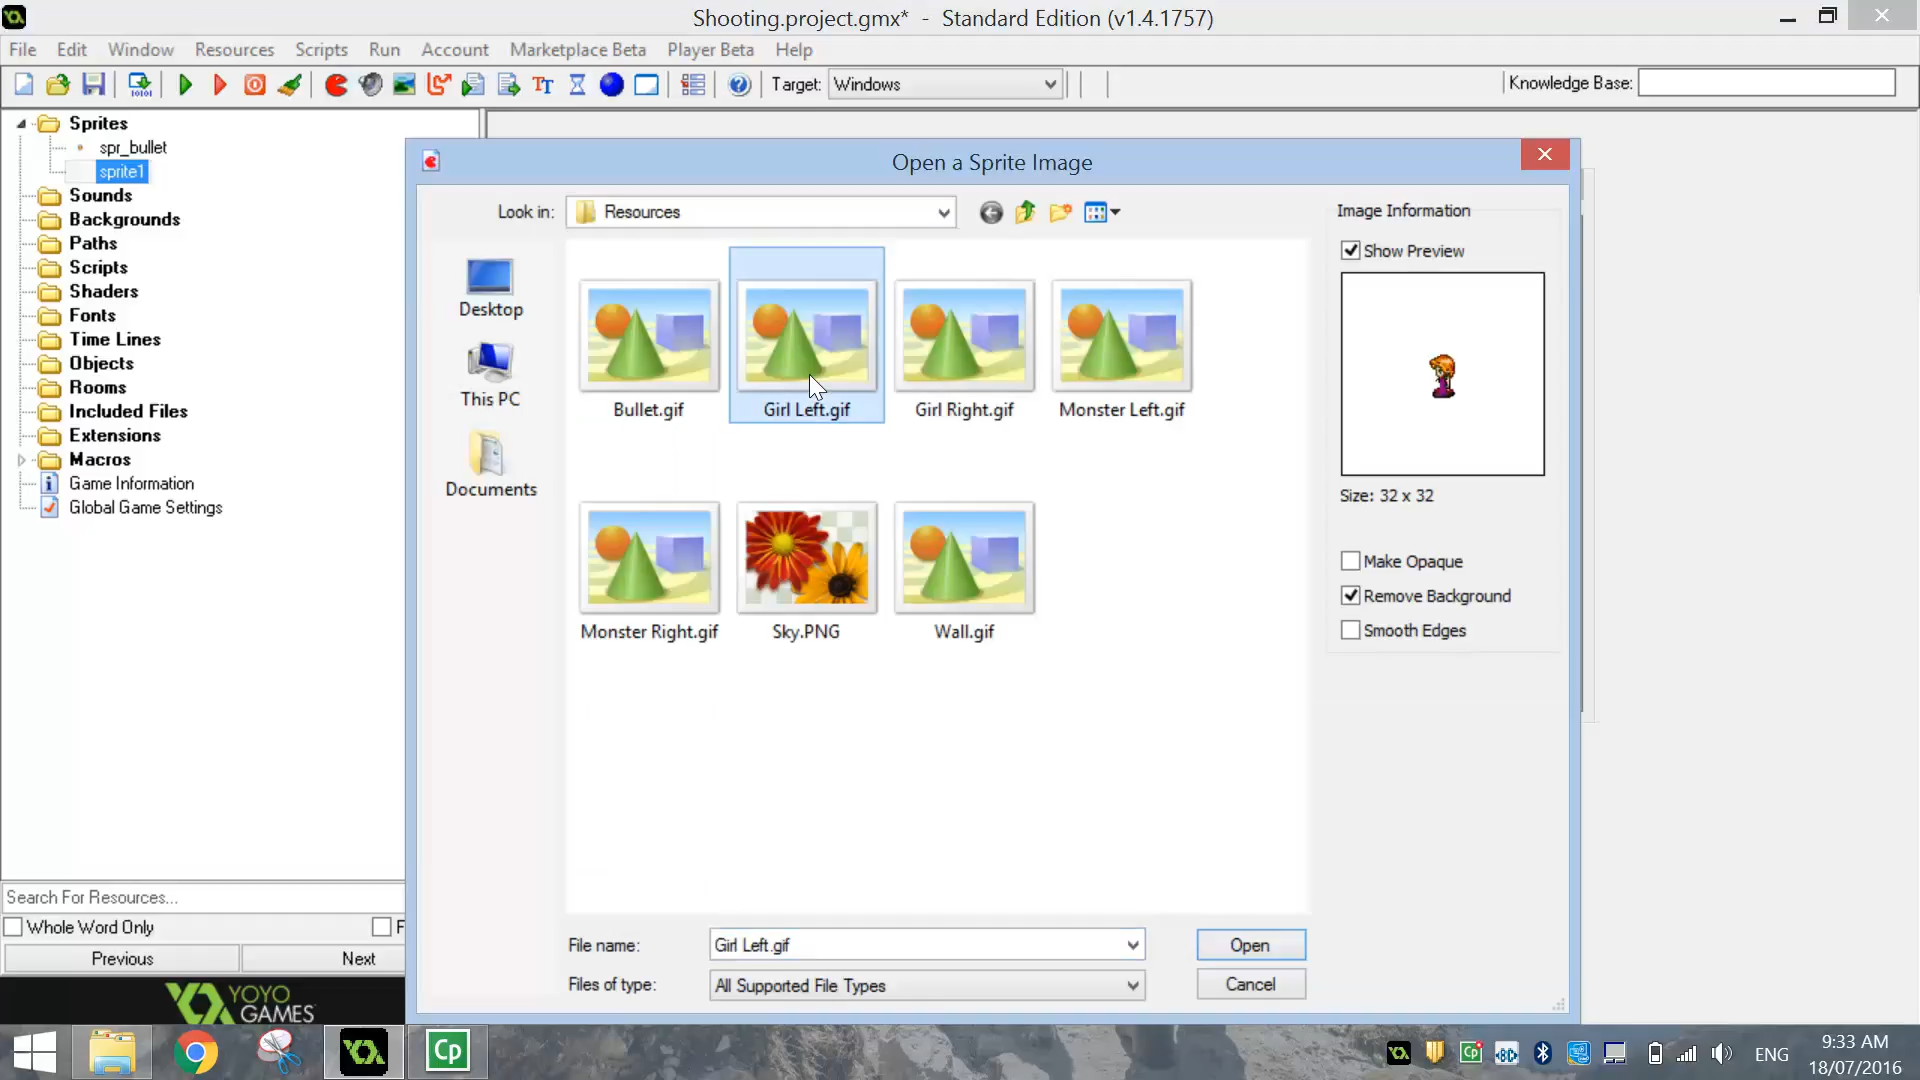 Shooting.project.gmx* - Standard Edition (v1.4.1757)
File Edit Window Resources Scripts Run Account Marketplace Beta Player Beta Help
Target: Windows
Knowledge Base:
Sprites
spr_bullet
sprite1
Sounds
Backgrounds
Paths
Scripts
Shaders
Fonts
Time Lines
Objects
Rooms
Included Files
Extensions
Macros
Game Information
Global Game Settings
Search For Resources...
Whole Word Only F
Previous Next
YOYO
GAMES
Open a Sprite Image
Look in: Resources
Desktop
This PC
Documents
Bullet.gif Girl Left.gif Girl Right.gif Monster Left.gif
Monster Right.gif Sky.PNG Wall.gif
Image Information
Show Preview
Size: 32 x 32
Make Opaque
Remove Background
Smooth Edges
File name: Girl Left.gif Open
Files of type: All Supported File Types Cancel
Cp
ENG
9:33 AM
18/07/2016